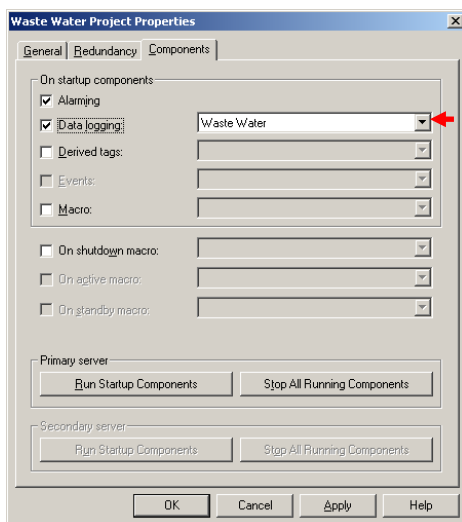 Waste Water Project Properties
General Redundancy Components
On startup components
Alarming
Data logging: Waste Water
Derived tags:
Events:
Macro:
On shutdown macro:
On active macro:
On standby macro:
Primary server
Run Startup Components Stop All Running Components
Secondary server
Run Startup Components Stop All Running Components
OK Cancel Apply Help